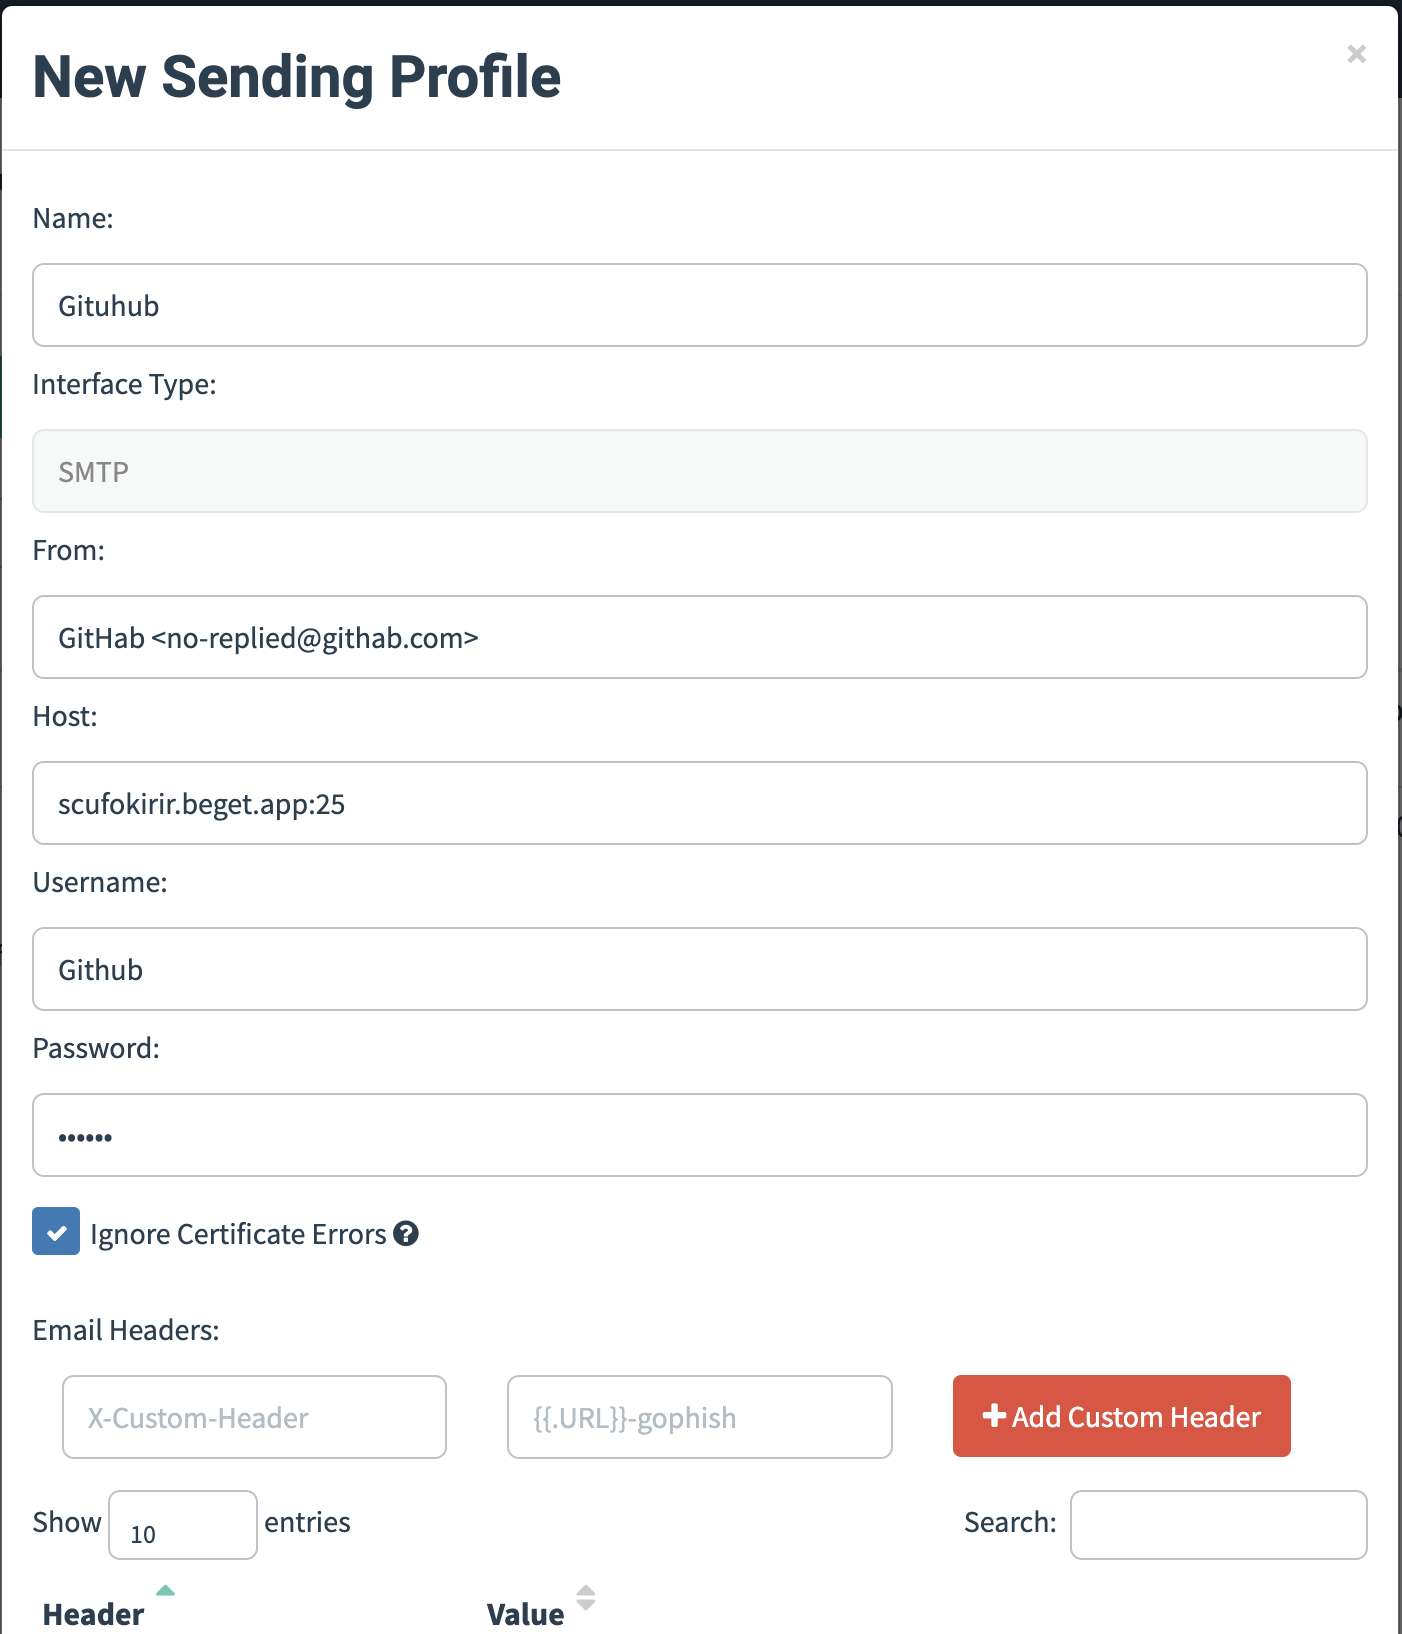 New Sending Profile
×
Name:
Gituhub
Interface Type:
SMTP
From:
GitHab <no-replied@githab.com>
Host:
scufokirir.beget.app:25
Username:
Github
Password:
••••••
Ignore Certificate Errors
Email Headers:
X-Custom-Header
{{.URL}}-gophish
+ Add Custom Header
Show 10 entries
Search:
Header
Value